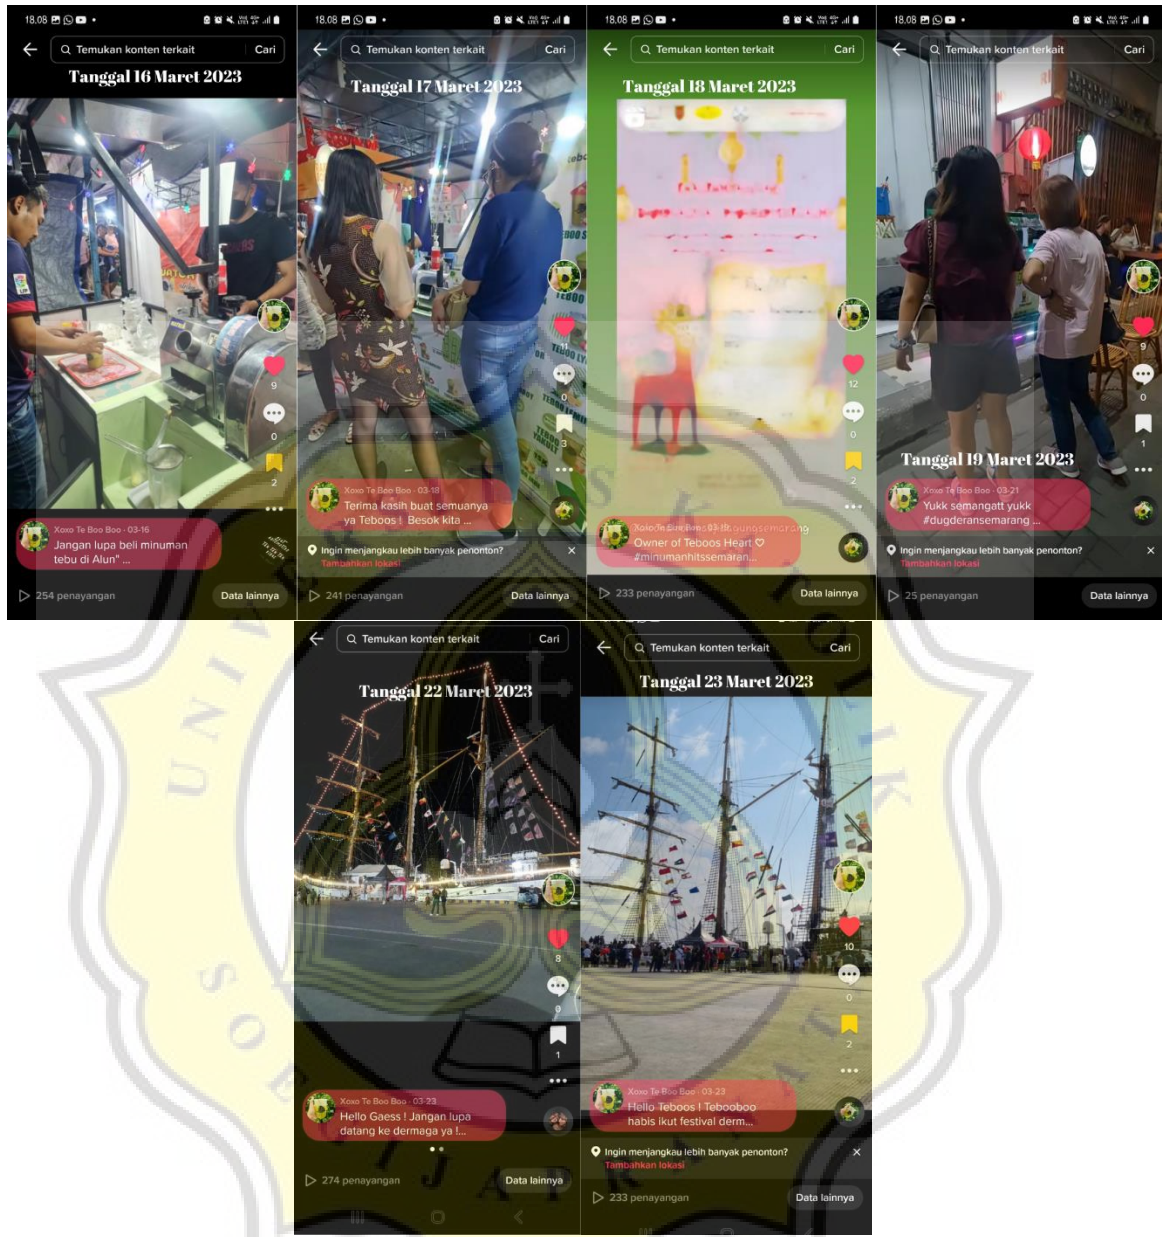 18.08
Temukan konten terkait
Cari
Tanggal 16 Maret 2023
9
0
2
Xoxo Te Boo Boo · 03-16
Jangan lupa beli minuman
tebu di Alun" ...
254 penayangan
Data lainnya
18.08
Temukan konten terkait
Cari
Tanggal 17 Maret 2023
11
0
3
Xoxo Te Boo Boo · 03-18
Terima kasih buat semuanya
ya Teboos ! Besok kita ...
Ingin menjangkau lebih banyak penonton?
Tambahkan lokasi
241 penayangan
Data lainnya
18.08
Temukan konten terkait
Cari
Tanggal 18 Maret 2023
12
0
2
Owner of Teboos Heart ♡
#minumanhitssemaran...
233 penayangan
Data lainnya
18.08
Temukan konten terkait
Cari
9
0
1
Tanggal 19 Maret 2023
Xoxo Te Boo Boo · 03-21
Yukk semangatt yukk
#dugderansemarang ...
Ingin menjangkau lebih banyak penonton?
Tambahkan lokasi
25 penayangan
Data lainnya
Temukan konten terkait
Cari
Tanggal 22 Maret 2023
8
0
1
Xoxo Te Boo Boo · 03-23
Hello Gaess ! Jangan lupa
datang ke dermaga ya !...
274 penayangan
Data lainnya
Temukan konten terkait
Cari
Tanggal 23 Maret 2023
10
0
2
Xoxo Te Boo Boo · 03-23
Hello Teboos ! Tebooboo
habis ikut festival derm...
Ingin menjangkau lebih banyak penonton?
Tambahkan lokasi
233 penayangan
Data lainnya